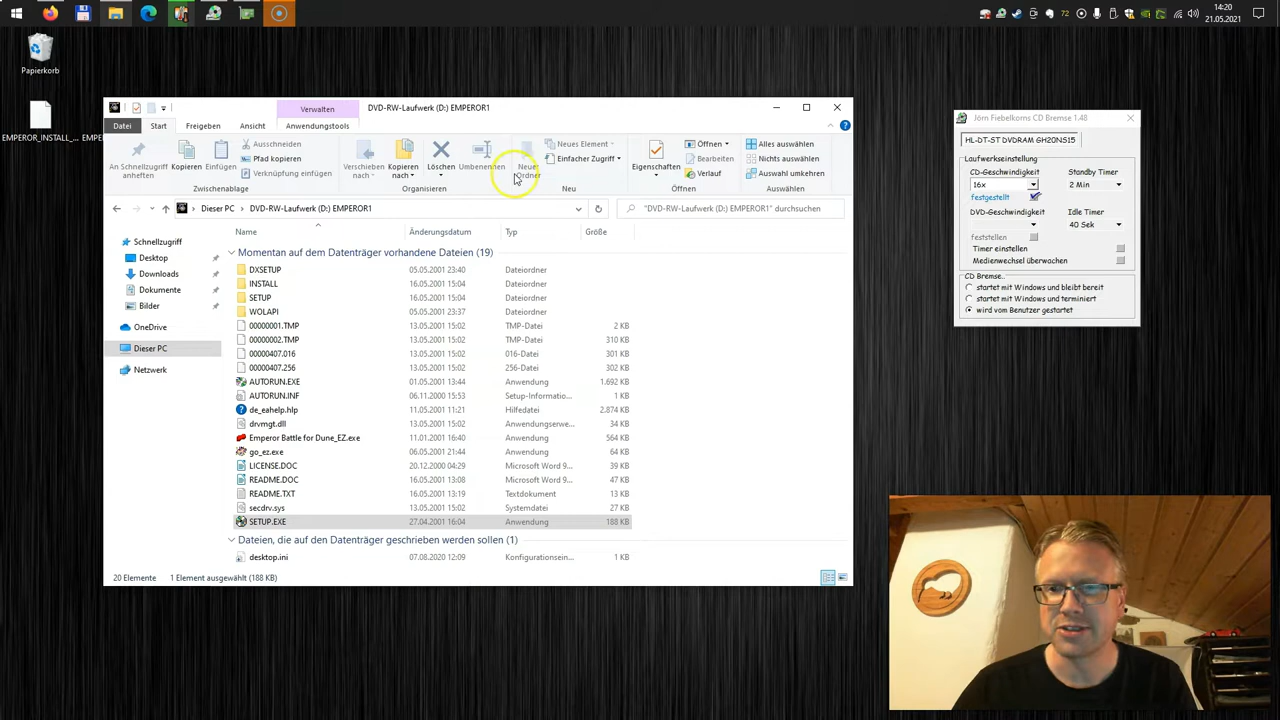 72
14:20
21.05.2021
Papierkorb
EMPEROR_INSTALL_...
Verwalten
DVD-RW-Laufwerk (D:) EMPEROR1
Datei
Start
Freigeben
Ansicht
Anwendungstools
An Schnellzugriff anheften
Kopieren
Einfügen
Ausschneiden
Pfad kopieren
Verknüpfung einfügen
Zwischenablage
Verschieben nach
Kopieren nach
Löschen
Umbenennen
Organisieren
Neuer Ordner
Neues Element
Einfacher Zugriff
Neu
Eigenschaften
Öffnen
Bearbeiten
Verlauf
Öffnen
Alles auswählen
Nichts auswählen
Auswahl umkehren
Auswählen
Dieser PC > DVD-RW-Laufwerk (D:) EMPEROR1
"DVD-RW-Laufwerk (D:) EMPEROR1" durchsuchen
Schnellzugriff
Desktop
Downloads
Dokumente
Bilder
OneDrive
Dieser PC
Netzwerk
Name Änderungsdatum Typ Größe
Momentan auf dem Datenträger vorhandene Dateien (19)
DXSETUP 05.05.2001 23:40 Dateiordner
INSTALL 16.05.2001 15:04 Dateiordner
SETUP 16.05.2001 15:04 Dateiordner
WOLAPI 05.05.2001 23:37 Dateiordner
00000001.TMP 13.05.2001 15:02 TMP-Datei 2 KB
00000002.TMP 13.05.2001 15:02 TMP-Datei 310 KB
00000407.016 13.05.2001 15:02 016-Datei 301 KB
00000407.256 13.05.2001 15:02 256-Datei 302 KB
AUTORUN.EXE 01.05.2001 13:44 Anwendung 1.692 KB
AUTORUN.INF 06.11.2000 15:53 Setup-Informatio... 1 KB
de_eahelp.hlp 11.05.2001 11:21 Hilfedatei 2.874 KB
drvmgt.dll 13.05.2001 15:02 Anwendungserwe... 34 KB
Emperor Battle for Dune_EZ.exe 11.01.2001 16:40 Anwendung 564 KB
go_ez.exe 06.05.2001 21:44 Anwendung 64 KB
LICENSE.DOC 20.12.2000 04:29 Microsoft Word 9... 39 KB
README.DOC 16.05.2001 13:08 Microsoft Word 9... 47 KB
README.TXT 16.05.2001 13:19 Textdokument 13 KB
secdrv.sys 13.05.2001 15:02 Systemdatei 27 KB
SETUP.EXE 27.04.2001 16:04 Anwendung 188 KB
Dateien, die auf den Datenträger geschrieben werden sollen (1)
desktop.ini 07.08.2020 12:09 Konfigurationsein... 1 KB
20 Elemente 1 Element ausgewählt (188 KB)
Jörn Fiebelkorns CD Bremse 1.48
HL-DT-ST DVDRAM GH20NS15
Laufwerkseinstellung
CD-Geschwindigkeit
Standby Timer
16x
2 Min
festgestellt
DVD-Geschwindigkeit
Idle Timer
40 Sek
feststellen
Timer einstellen
Medienwechsel überwachen
CD Bremse..
startet mit Windows und bleibt bereit
startet mit Windows und terminiert
wird vom Benutzer gestartet